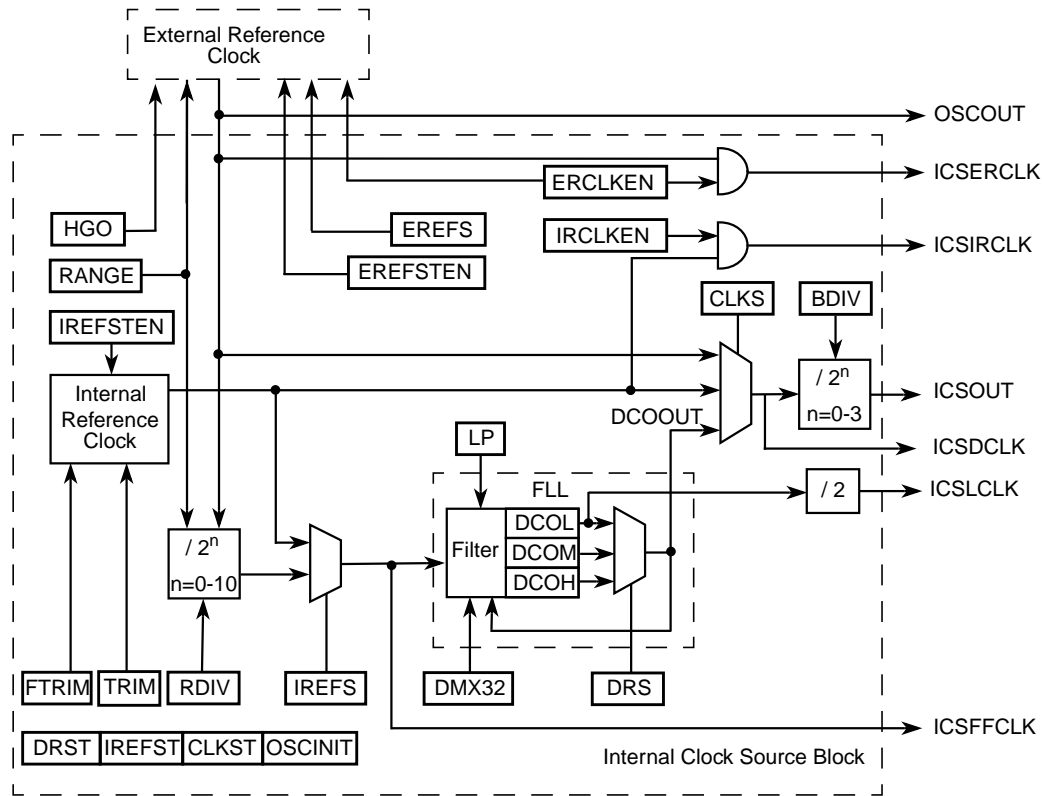 External Reference
Clock
OSCOUT
ICSERCLK
ERCLKEN
HGO
EREFS
IRCLKEN
ICSIRCLK
RANGE
EREFSTEN
CLKS
BDIV
IREFSTEN
Internal
Reference
Clock
/ 2n
n=0-3
ICSOUT
DCOOUT
LP
ICSDCLK
FLL
/ 2
ICSLCLK
/ 2n
n=0-10
Filter
DCOL
DCOM
DCOH
FTRIM
TRIM
RDIV
IREFS
DMX32
DRS
ICSFFCLK
DRST IREFST CLKST OSCINIT
Internal Clock Source Block